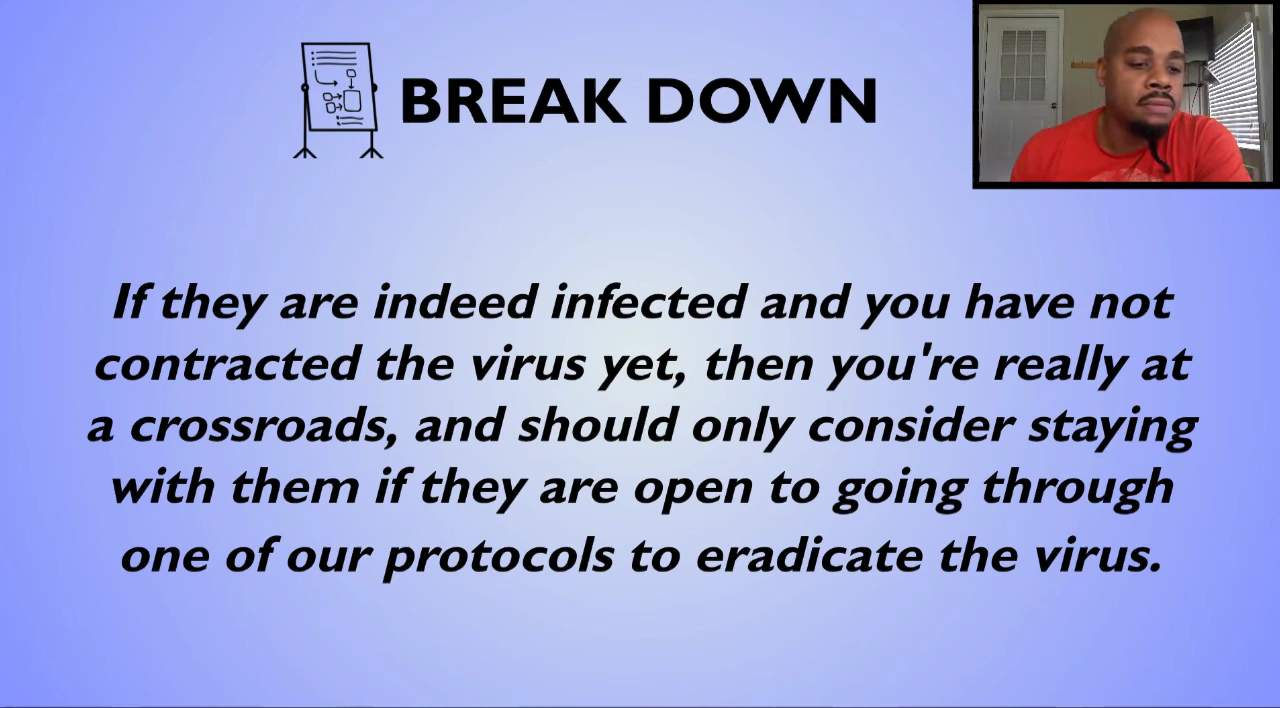 BREAK DOWN
If they are indeed infected and you have not
contracted the virus yet, then you're really at
a crossroads, and should only consider staying
with them if they are open to going through
one of our protocols to eradicate the virus.